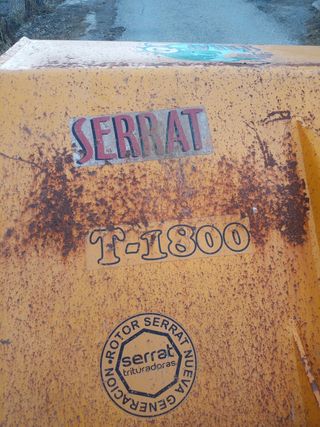 SERRAT
T-1800
ROTOR SERRAT NUEVA GENERACION
serrat
trituradoras